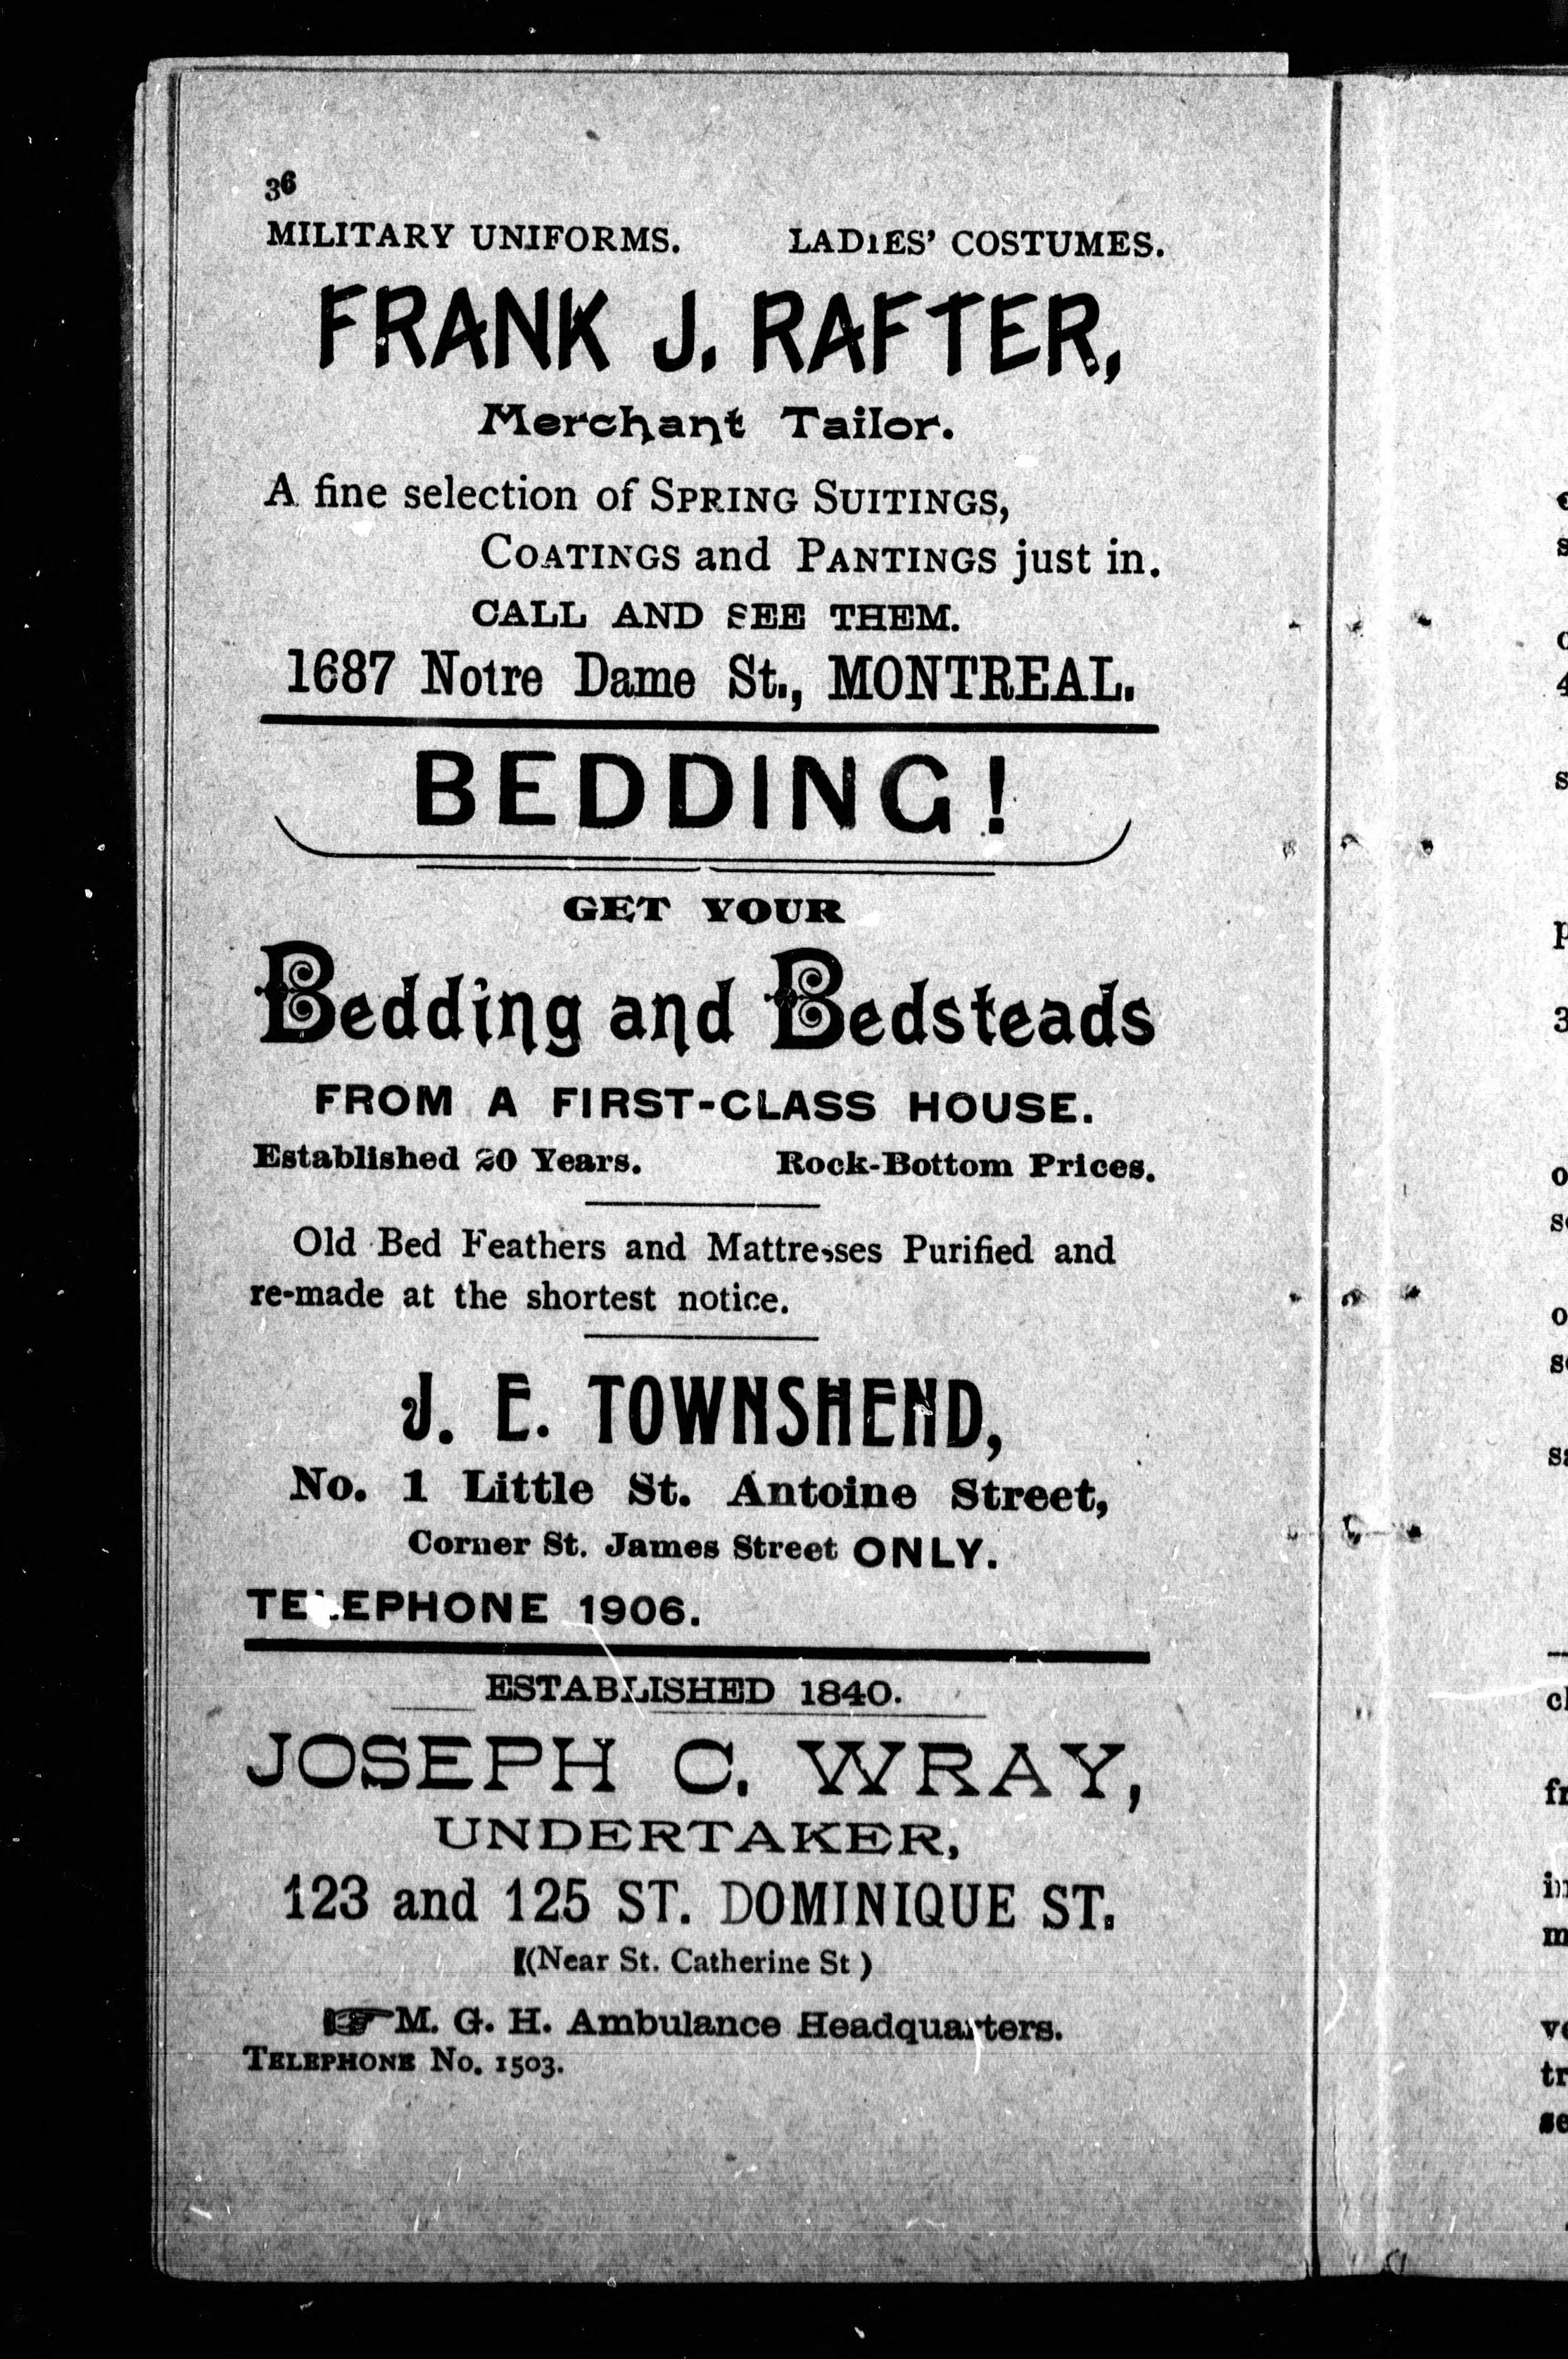 36
MILITARY UNIFORMS. LADIES' COSTUMES.
FRANK J. RAFTER,
Merchant Tailor.
A fine selection of SPRING SUITINGS,
COATINGS and PANTINGS just in.
CALL AND SEE THEM.
1687 Notre Dame St., MONTREAL.
BEDDING!
GET YOUR
Bedding and Bedsteads
FROM A FIRST-CLASS HOUSE.
Established 20 Years. Rock-Bottom Prices.
Old Bed Feathers and Mattresses Purified and
re-made at the shortest notice.
J. E. TOWNSHEND,
No. 1 Little St. Antoine Street,
Corner St. James Street ONLY.
TELEPHONE 1906.
ESTABLISHED 1840.
JOSEPH C. WRAY,
UNDERTAKER,
123 and 125 ST. DOMINIQUE ST.
(Near St. Catherine St)
☞M. G. H. Ambulance Headquarters.
TELEPHONE No. 1503.